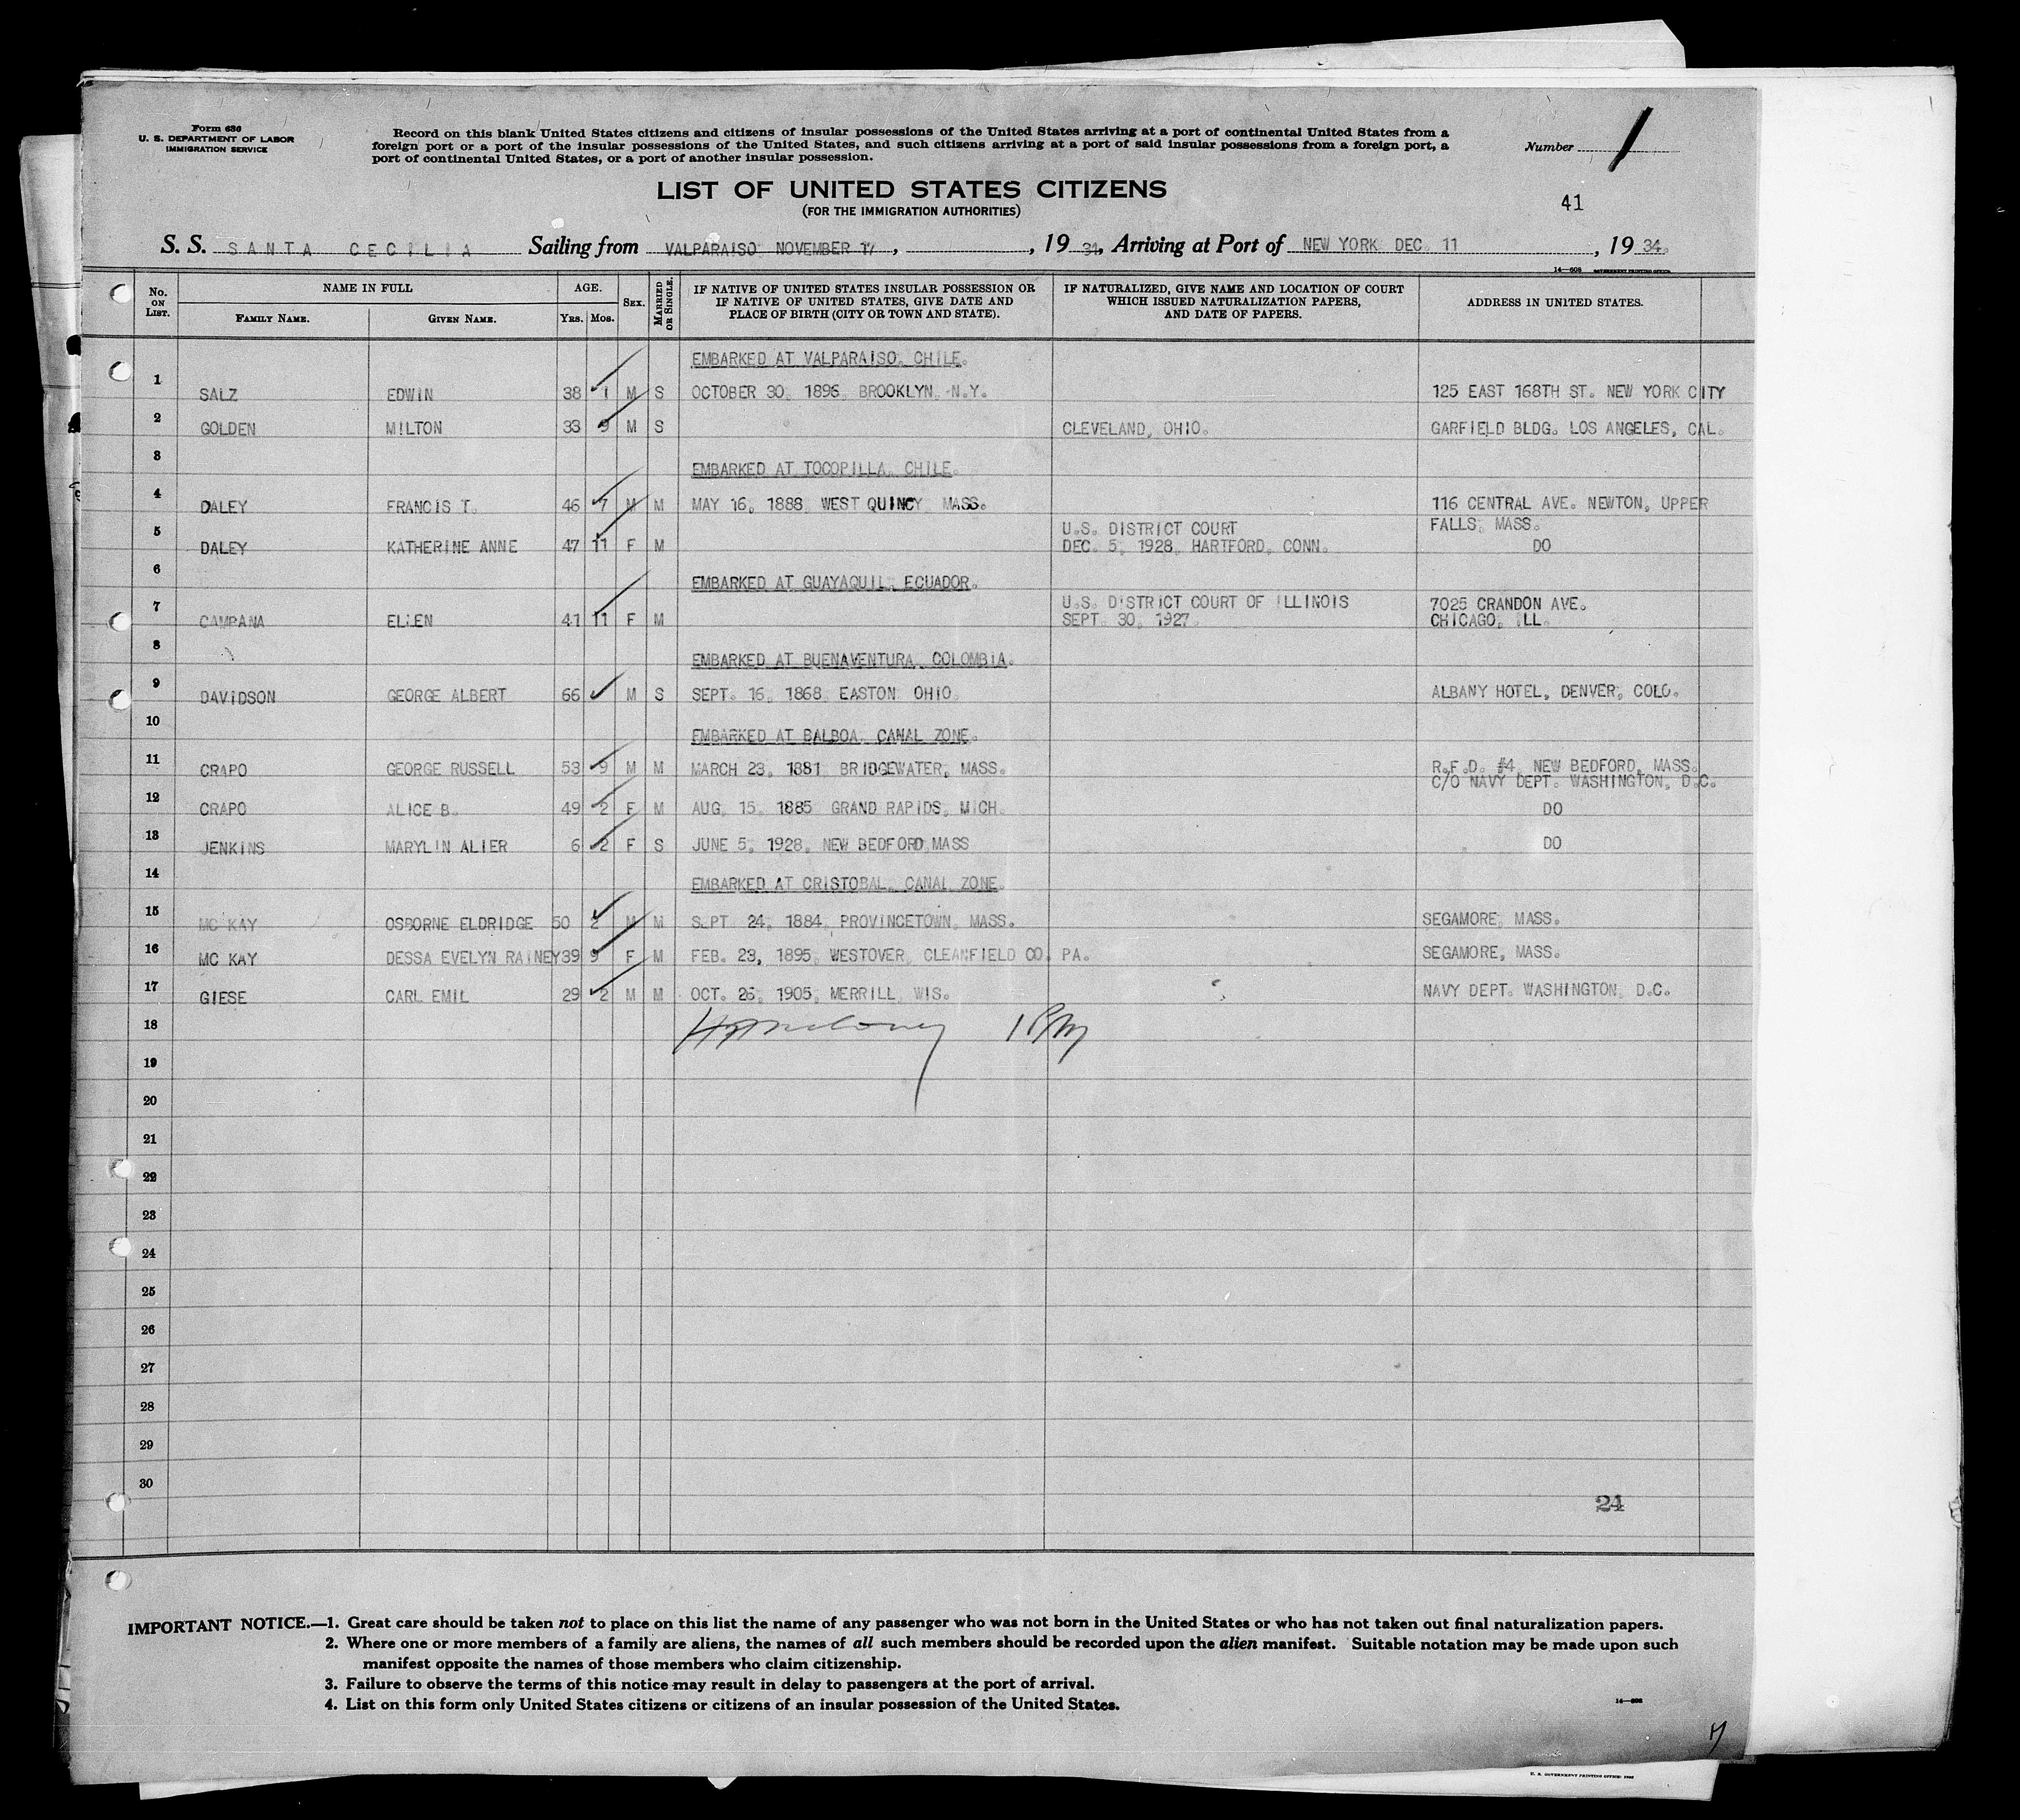 Form 630
U. S. DEPARTMENT OF LABOR
IMMIGRATION SERVICE
Record on this blank United States citizens and citizens of insular possessions of the United States arriving at a port of continental United States from a
foreign port or a port of the insular possessions of the United States, and such citizens arriving at a port of said insular possessions from a foreign port, a
port of continental United States, or a port of another insular possession.
Number 1
LIST OF UNITED STATES CITIZENS
(FOR THE IMMIGRATION AUTHORITIES)
41
S. S. SANTA CECILIA Sailing from VALPARAISO NOVEMBER 17, , 19 34, Arriving at Port of NEW YORK DEC. 11 , 19 34.
14—608 GOVERNMENT PRINTING OFFICE
No. ON LIST. NAME IN FULL AGE. SEX. MARRIED OR SINGLE. IF NATIVE OF UNITED STATES INSULAR POSSESSION OR IF NATIVE OF UNITED STATES, GIVE DATE AND PLACE OF BIRTH (CITY OR TOWN AND STATE). IF NATURALIZED, GIVE NAME AND LOCATION OF COURT WHICH ISSUED NATURALIZATION PAPERS, AND DATE OF PAPERS. ADDRESS IN UNITED STATES.
FAMILY NAME. GIVEN NAME. YRS. MOS.
EMBARKED AT VALPARAISO, CHILE.
1 SALZ EDWIN 38 1 M S OCTOBER 30, 1896, BROOKLYN, N.Y. 125 EAST 168TH ST. NEW YORK CITY
2 GOLDEN MILTON 33 9 M S CLEVELAND, OHIO. GARFIELD BLDG. LOS ANGELES, CAL.
3 EMBARKED AT TOCOPILLA, CHILE.
4 DALEY FRANCIS T. 46 7 M M MAY 16, 1888, WEST QUINCY, MASS. 116 CENTRAL AVE. NEWTON, UPPER
U.S. DISTRICT COURT FALLS, MASS.
5 DALEY KATHERINE ANNE 47 11 F M DEC. 5, 1928, HARTFORD, CONN. DO
6 EMBARKED AT GUAYAQUIL, ECUADOR.
U.S. DISTRICT COURT OF ILLINOIS 7025 CRANDON AVE.
7 CAMPANA ELLEN 41 11 F M SEPT. 30, 1927. CHICAGO, ILL.
8 EMBARKED AT BUENAVENTURA, COLOMBIA.
9 DAVIDSON GEORGE ALBERT 66 M S SEPT. 16, 1868, EASTON, OHIO. ALBANY HOTEL, DENVER, COLO.
10 EMBARKED AT BALBOA, CANAL ZONE.
11 CRAPO GEORGE RUSSELL 53 9 M M MARCH 23, 1881, BRIDGEWATER, MASS. R.F.D. #4, NEW BEDFORD, MASS.
C/O NAVY DEPT. WASHINGTON, D.C.
12 CRAPO ALICE B. 49 2 F M AUG. 15, 1885 GRAND RAPIDS, MICH. DO
13 JENKINS MARYLIN ALIER 6 2 F S JUNE 5, 1928, NEW BEDFORD, MASS DO
14 EMBARKED AT CRISTOBAL, CANAL ZONE.
15 MC KAY OSBORNE ELDRIDGE 50 2 M M SEPT. 24, 1884, PROVINCETOWN, MASS. SEGAMORE, MASS.
16 MC KAY DESSA EVELYN RAINEY 39 9 F M FEB. 23, 1895, WESTOVER, CLEANFIELD CO. PA. SEGAMORE, MASS.
17 GIESE CARL EMIL 29 2 M M OCT. 26, 1905, MERRILL, WIS. NAVY DEPT. WASHINGTON, D.C.
18
19
20
21
22
23
24
25
26
27
28
29
30
24
IMPORTANT NOTICE.—1. Great care should be taken not to place on this list the name of any passenger who was not born in the United States or who has not taken out final naturalization papers.
2. Where one or more members of a family are aliens, the names of all such members should be recorded upon the alien manifest. Suitable notation may be made upon such
manifest opposite the names of those members who claim citizenship.
3. Failure to observe the terms of this notice may result in delay to passengers at the port of arrival.
4. List on this form only United States citizens or citizens of an insular possession of the United States.
14—608
U. S. GOVERNMENT PRINTING OFFICE